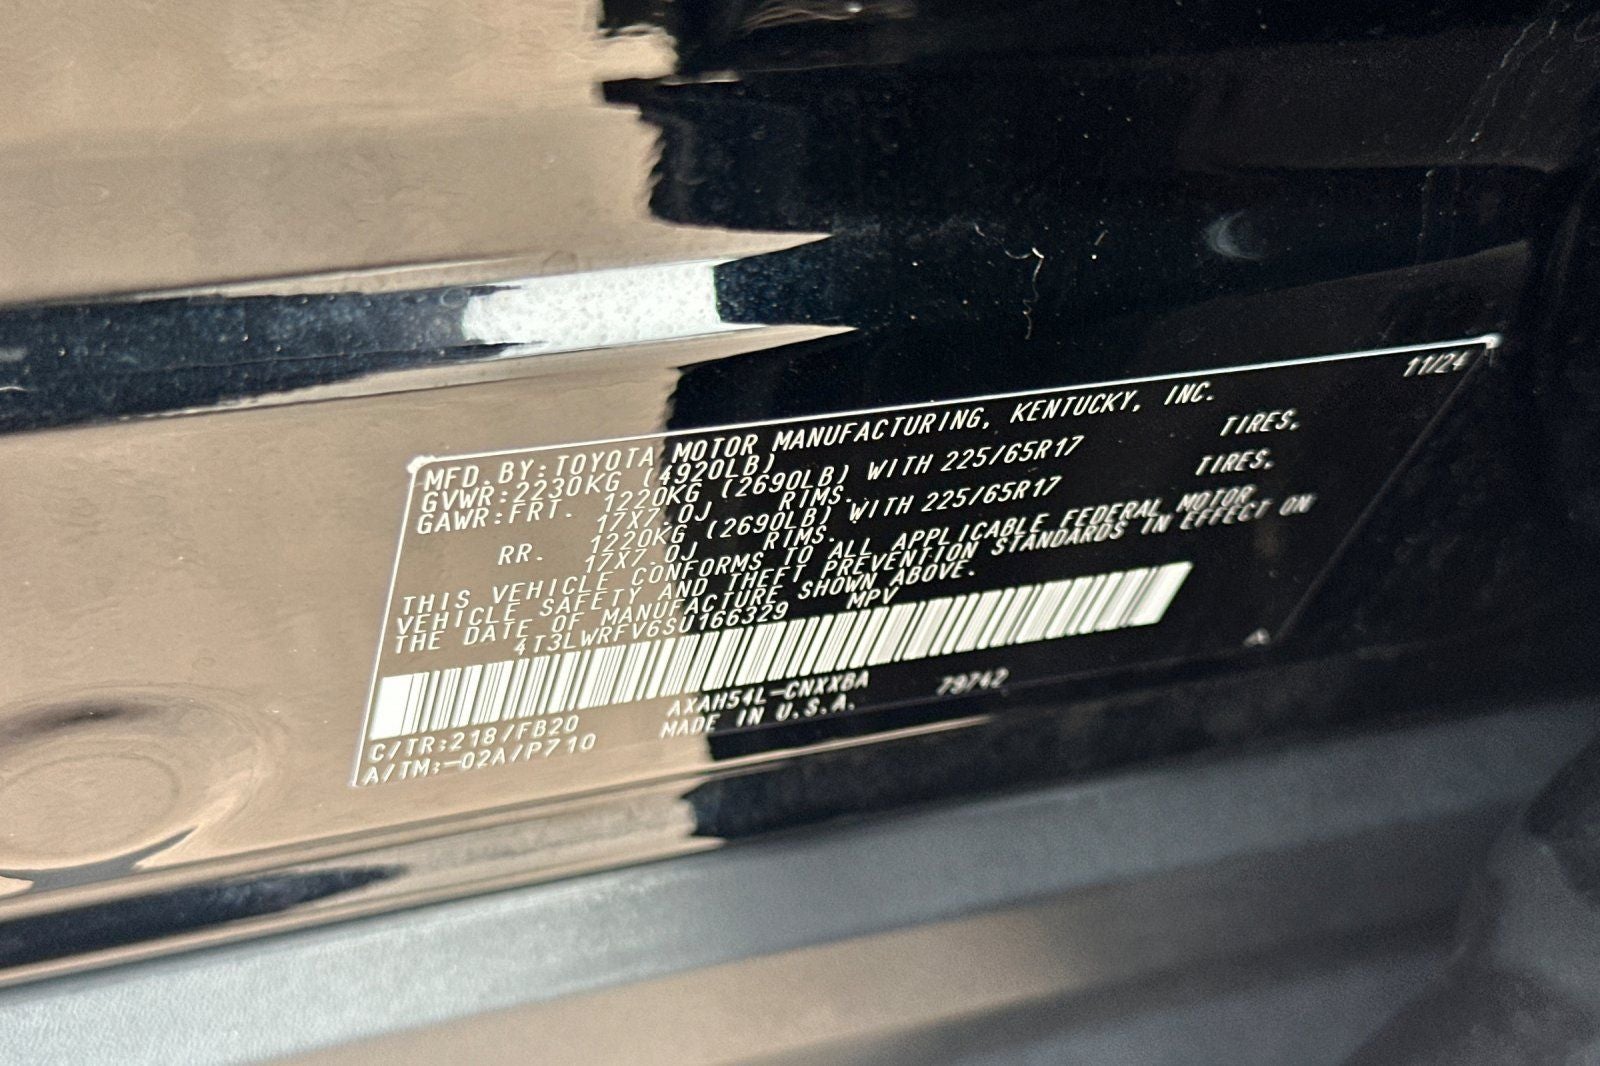 11/24
MFD. BY: TOYOTA MOTOR MANUFACTURING, KENTUCKY, INC.
GVWR: 2230KG (4920LB)
GAWR: FRT. 1220KG (2690LB) WITH 225/65R17 TIRES.
17X7.0J RIMS.
RR. 1220KG (2690LB) WITH 225/65R17 TIRES.
17X7.0J RIMS.
THIS VEHICLE CONFORMS TO ALL APPLICABLE FEDERAL MOTOR
VEHICLE SAFETY AND THEFT PREVENTION STANDARDS IN EFFECT ON
THE DATE OF MANUFACTURE SHOWN ABOVE.
4T3LWRFV6SU166329 MPV
C/TR:218/FB20 AXAH54L-CNXXBA 79742
A/TM:-02A/P710 MADE IN U.S.A.
A